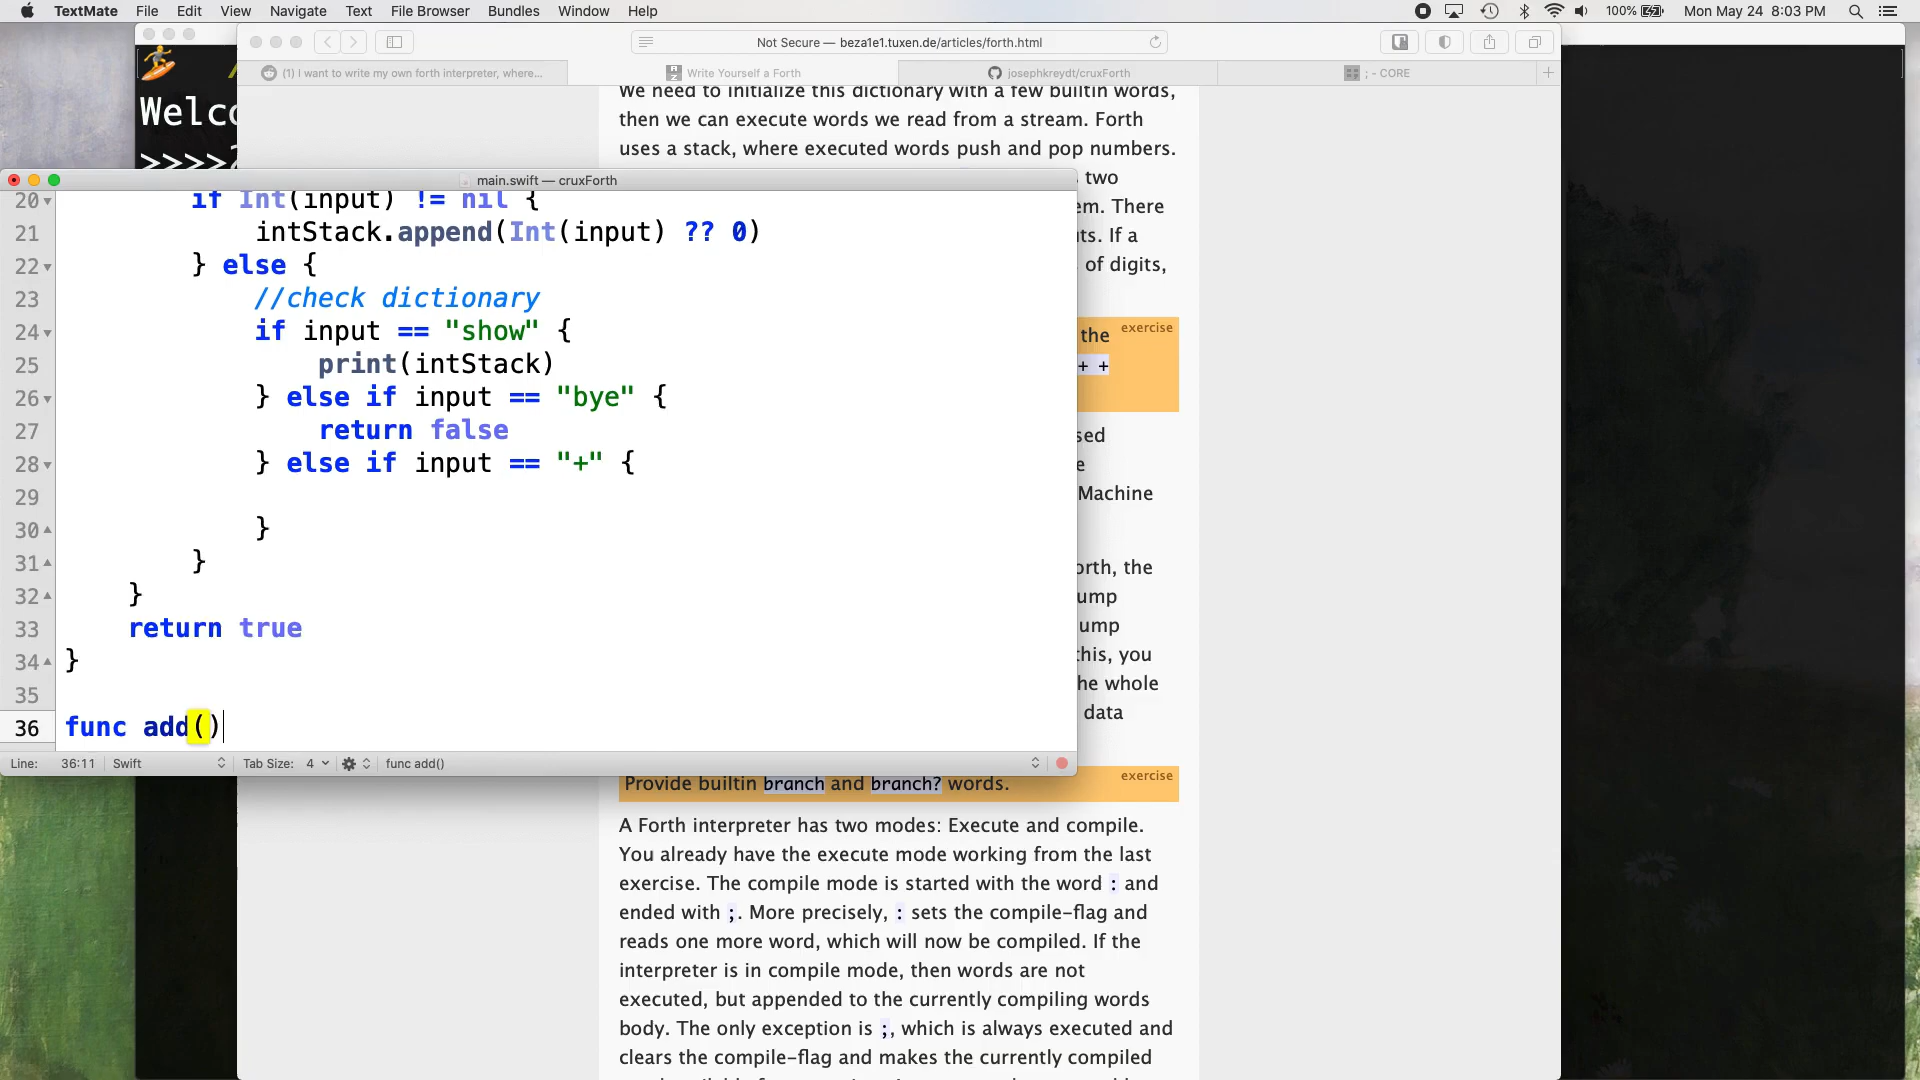 TextMate File Edit View Navigate Text File Browser Bundles Window Help 100% Mon May 24 8:03 PM
Not Secure — beza1e1.tuxen.de/articles/forth.html
(1) I want to write my own forth interpreter, where...
Write Yourself a Forth
josephkreydt/cruxForth
; - CORE
Welco
>>>>
We need to initialize this dictionary with a few builtin words,
then we can execute words we read from a stream. Forth
uses a stack, where executed words push and pop numbers.
two
em. There
its. If a
of digits,
the
exercise
+ +
sed
e
Machine
orth, the
ump
ump
this, you
he whole
data
main.swift — cruxForth
20 if Int(input) != nil {
21 intStack.append(Int(input) ?? 0)
22 } else {
23 //check dictionary
24 if input == "show" {
25 print(intStack)
26 } else if input == "bye" {
27 return false
28 } else if input == "+" {
29
30 }
31 }
32 }
33 return true
34 }
35
36 func add()
Line: 36:11 Swift Tab Size: 4 func add()
Provide builtin branch and branch? words.
exercise
A Forth interpreter has two modes: Execute and compile.
You already have the execute mode working from the last
exercise. The compile mode is started with the word : and
ended with ;. More precisely, : sets the compile-flag and
reads one more word, which will now be compiled. If the
interpreter is in compile mode, then words are not
executed, but appended to the currently compiling words
body. The only exception is ;, which is always executed and
clears the compile-flag and makes the currently compiled